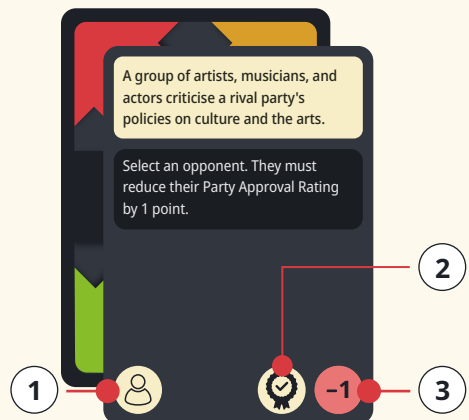 A group of artists, musicians, and
actors criticise a rival party's
policies on culture and the arts.
Select an opponent. They must
reduce their Party Approval Rating
by 1 point.
2
1
–1
3